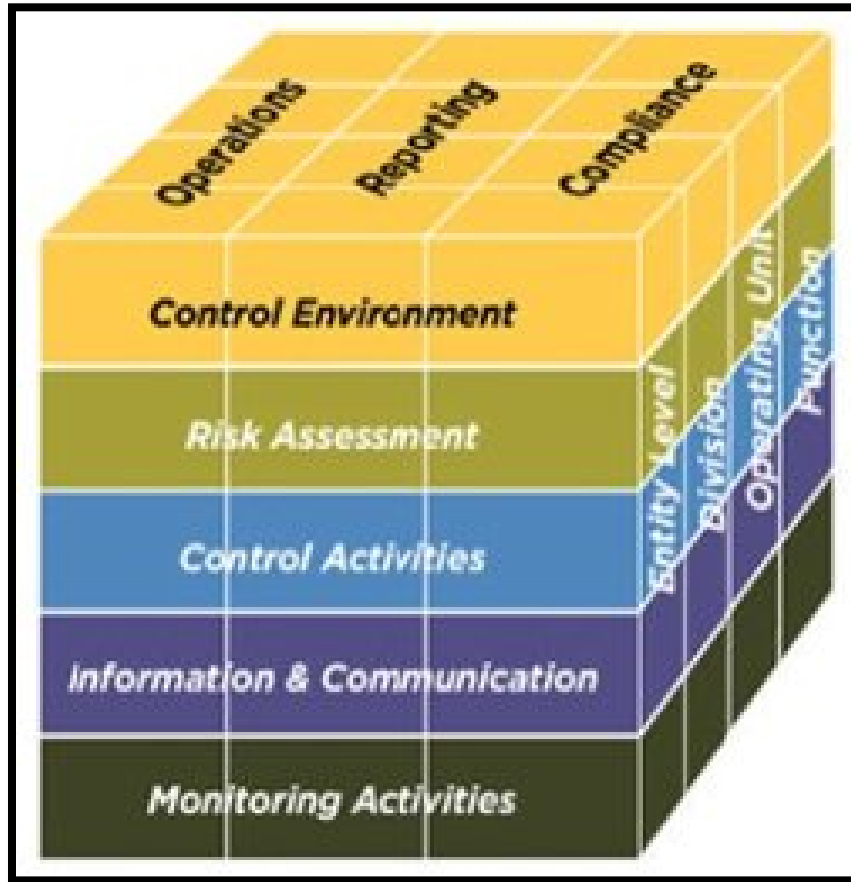 Operations
Reporting
Compliance
Control Environment
Risk Assessment
Control Activities
Information & Communication
Monitoring Activities
Entity Level
Division
Operating Unit
Function